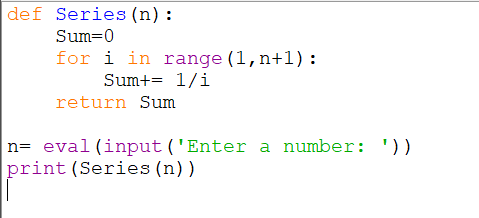 def Series(n):
    Sum=0
    for i in range(1,n+1):
        Sum+= 1/i
    return Sum

n= eval(input('Enter a number: '))
print(Series(n))